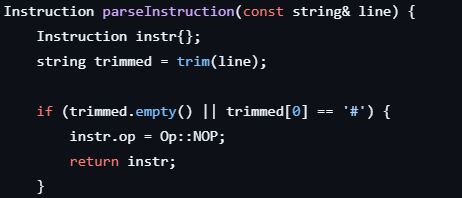 Instruction parseInstruction(const string& line) {
    Instruction instr{};
    string trimmed = trim(line);

    if (trimmed.empty() || trimmed[0] == '#') {
        instr.op = Op::NOP;
        return instr;
    }